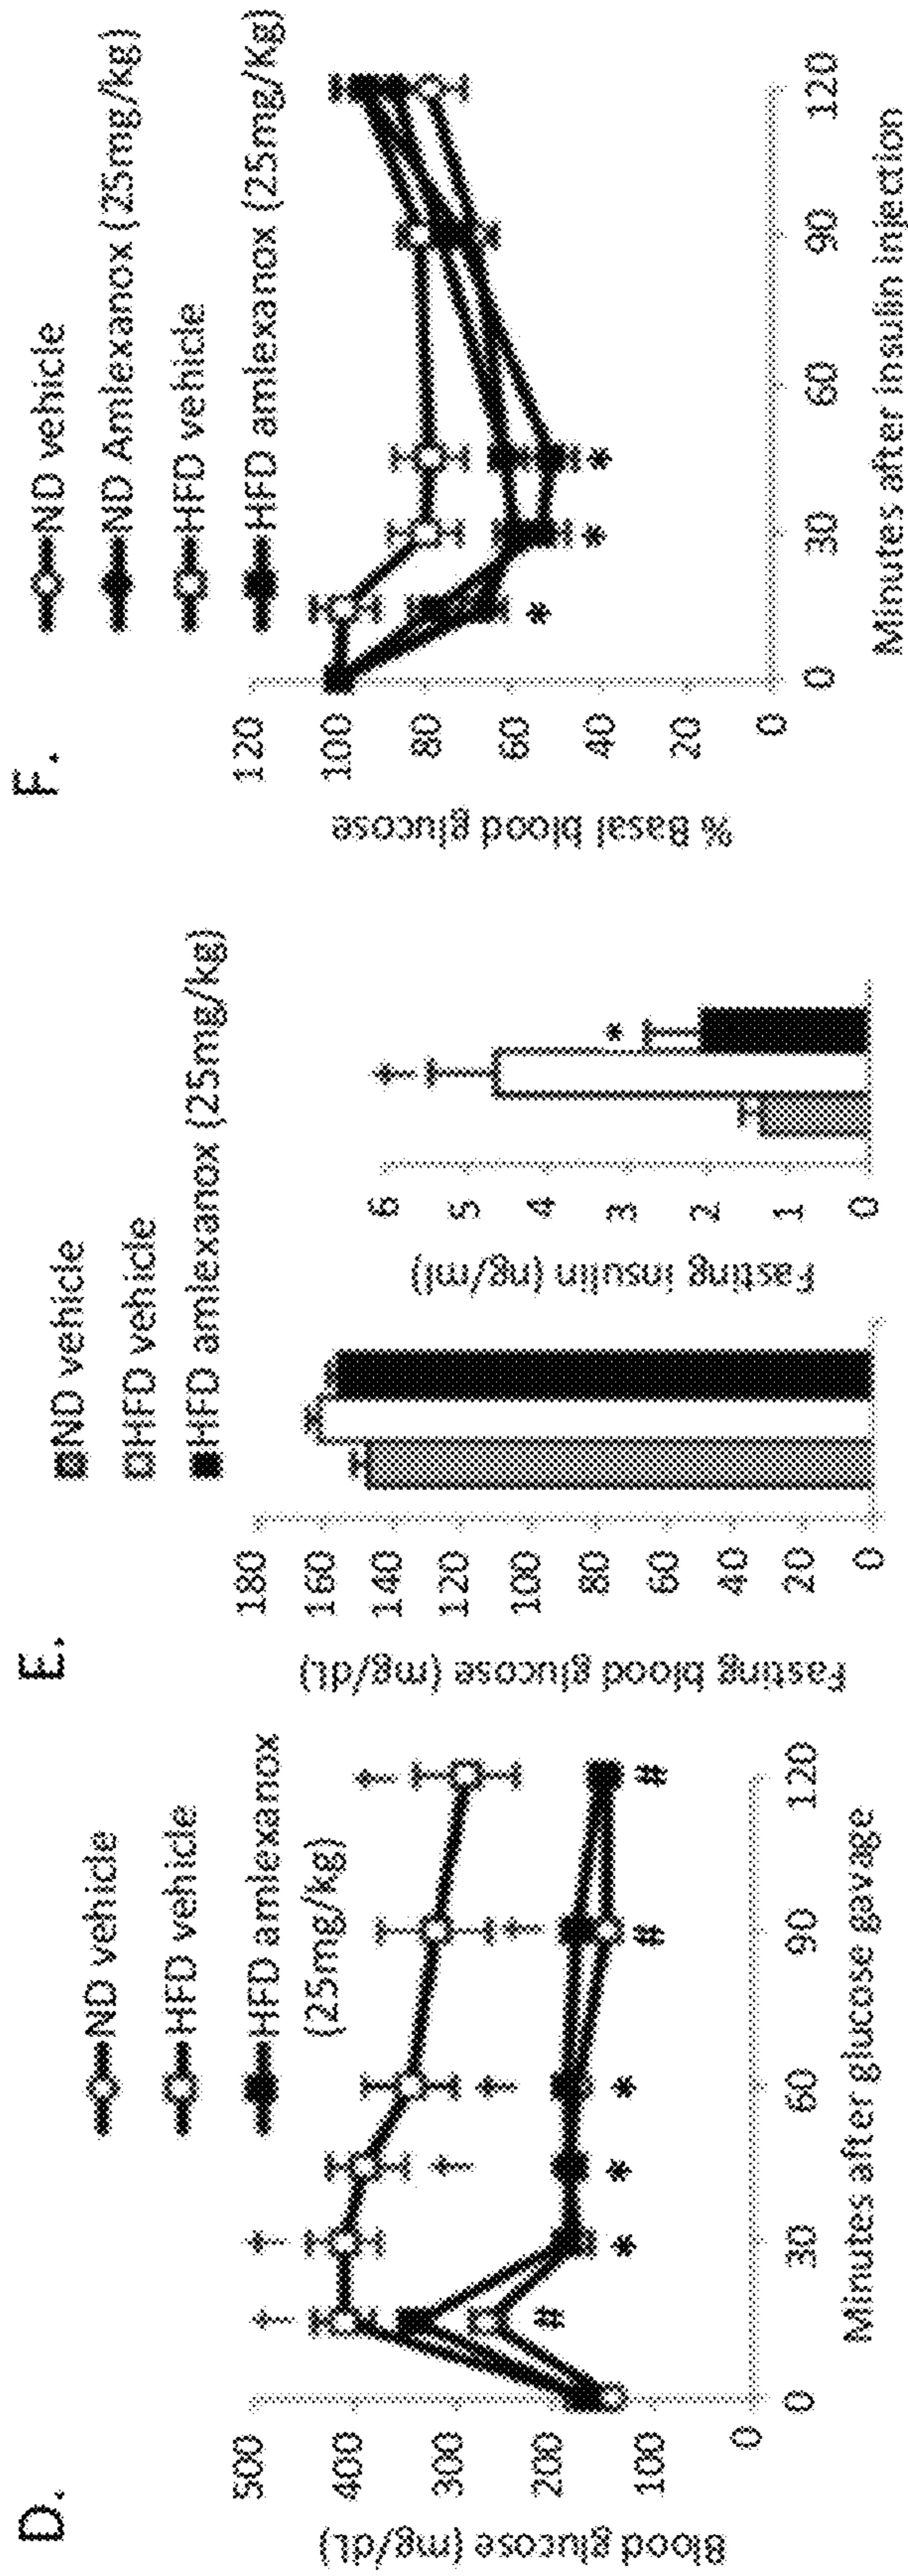 D.
ND vehicle
HFD vehicle
HFD amlexanox
(25mg/kg)
Blood glucose (mg/dL)
500
400
300
200
100
0
†
†
†
†
†
†
#
*
*
*
#
#
0
30
60
90
120
Minutes after glucose gavage
E.
ND vehicle
HFD vehicle
HFD amlexanox (25mg/kg)
Fasting blood glucose (mg/dL)
180
160
140
120
100
80
60
40
20
0
Fasting insulin (ng/ml)
6
5
4
3
2
1
0
†
*
F.
ND vehicle
ND Amlexanox (25mg/kg)
HFD vehicle
HFD amlexanox (25mg/Kg)
% Basal blood glucose
120
100
80
60
40
20
0
*
*
*
0
30
60
90
120
Minutes after insulin injection